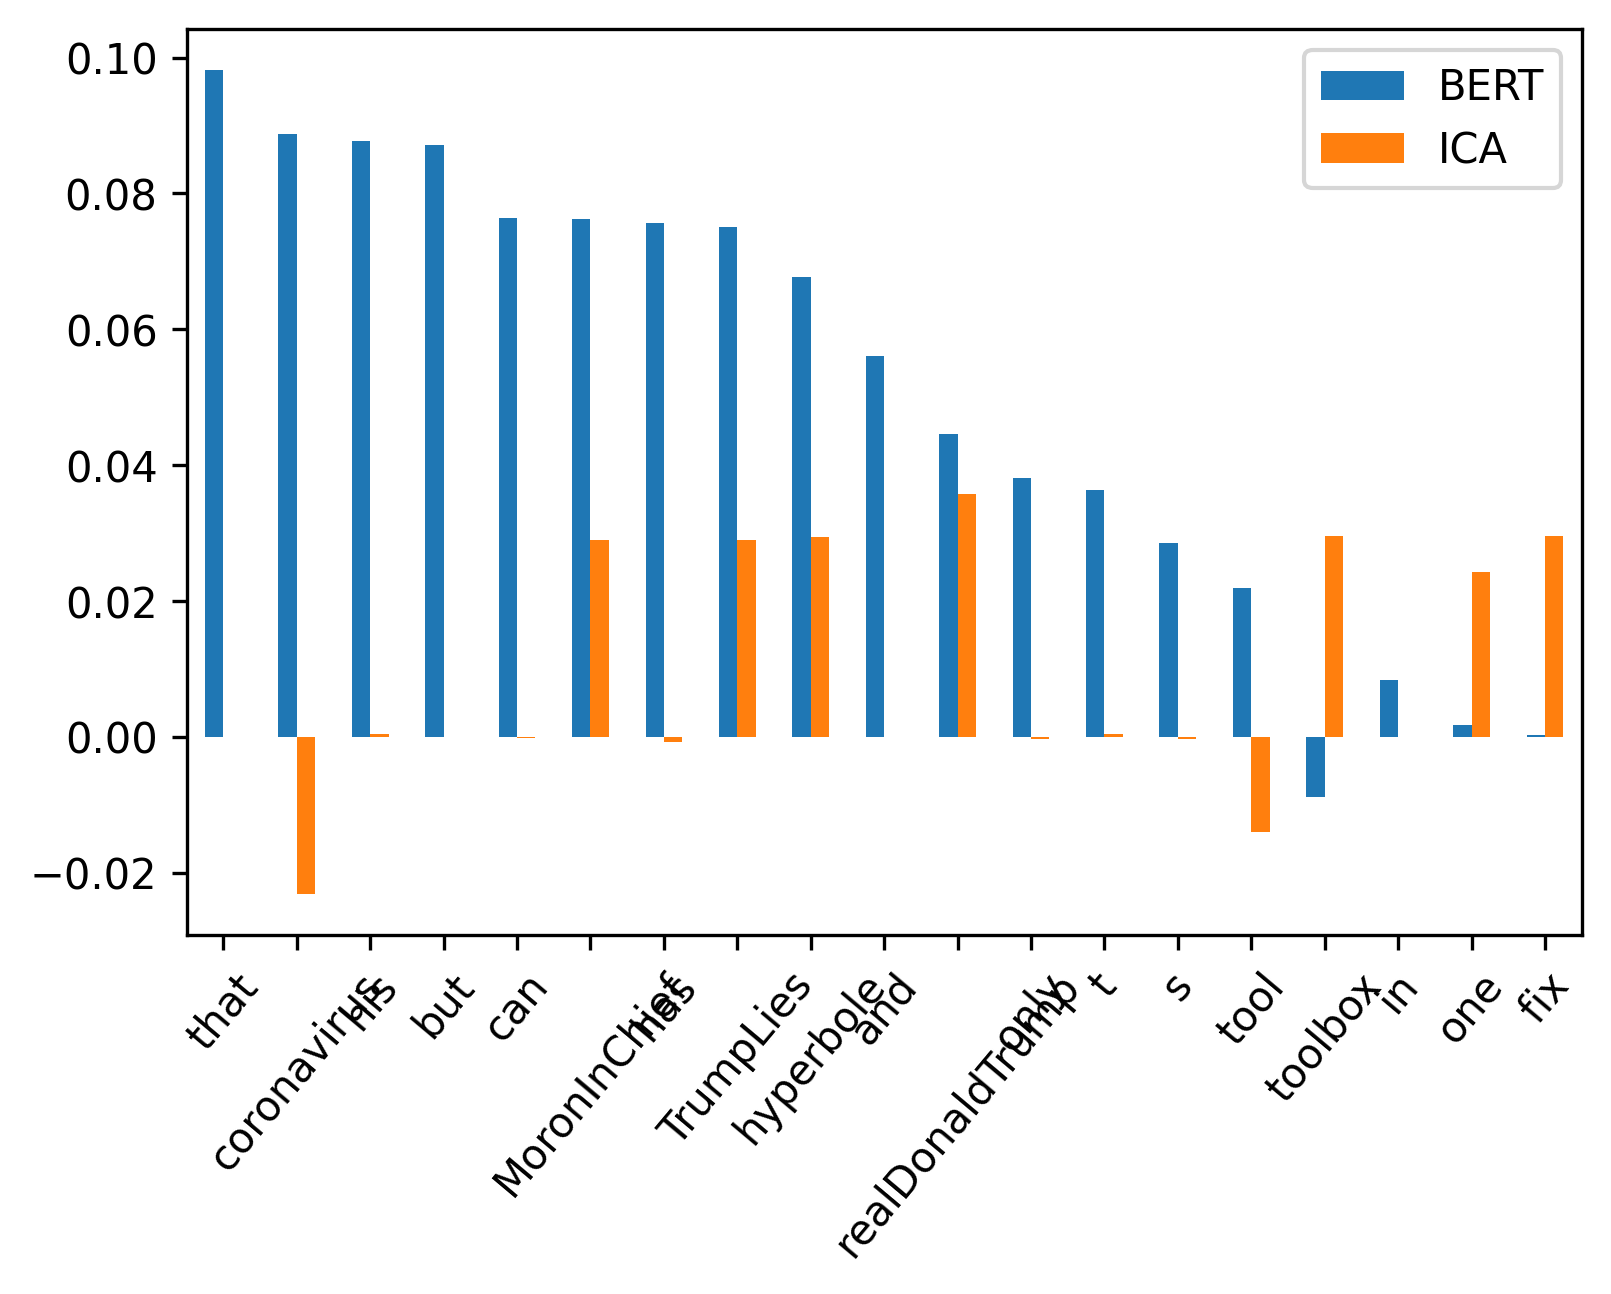 0.10
0.08
0.06
0.04
0.02
0.00
−0.02
BERT
ICA
that
coronavirus
His
but
can
MoronInChief
has
TrumpLies
hyperbole
and
realDonaldTrump
only
t
s
tool
toolbox
in
one
fix